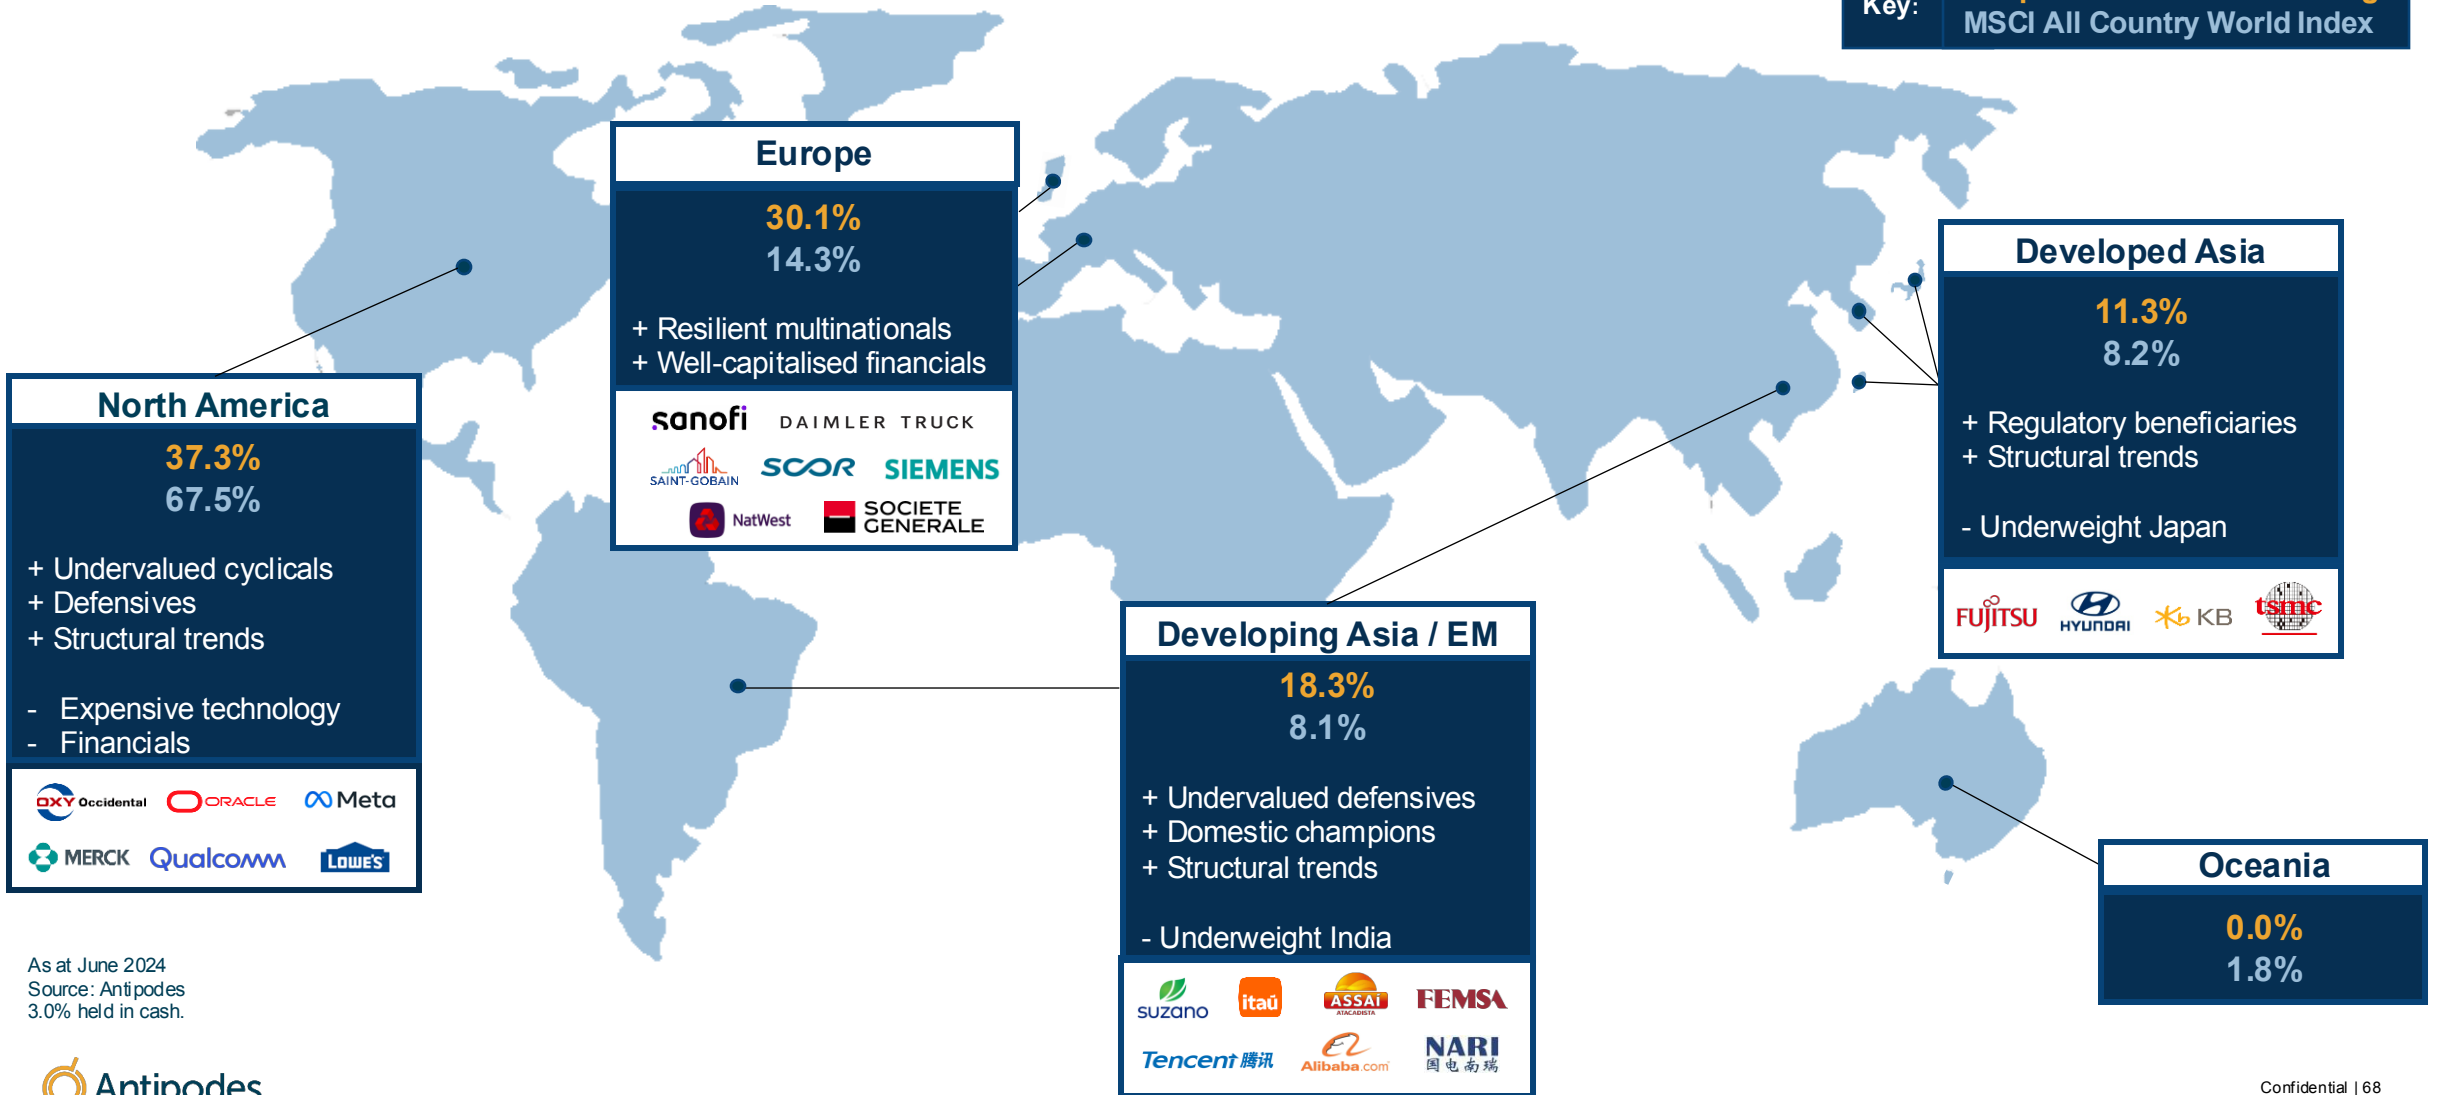 Key:
MSCI All Country World Index
Europe
30.1%
14.3%
+ Resilient multinationals
+ Well-capitalised financials
sanofi
DAIMLER TRUCK
SAINT-GOBAIN
SCOR
SIEMENS
NatWest
SOCIETE
GENERALE
North America
37.3%
67.5%
+ Undervalued cyclicals
+ Defensives
+ Structural trends
- Expensive technology
- Financials
OXY Occidental
ORACLE
Meta
MERCK
Qualcomm
LOWE'S
Developed Asia
11.3%
8.2%
+ Regulatory beneficiaries
+ Structural trends
- Underweight Japan
FUJITSU
HYUNDAI
KB
tsmc
Developing Asia / EM
18.3%
8.1%
+ Undervalued defensives
+ Domestic champions
+ Structural trends
- Underweight India
suzano
itaú
ASSAÍ
ATACADISTA
FEMSA
Tencent 腾讯
Alibaba.com
NARI
国电南瑞
Oceania
0.0%
1.8%
As at June 2024
Source: Antipodes
3.0% held in cash.
Antipodes
Confidential | 68